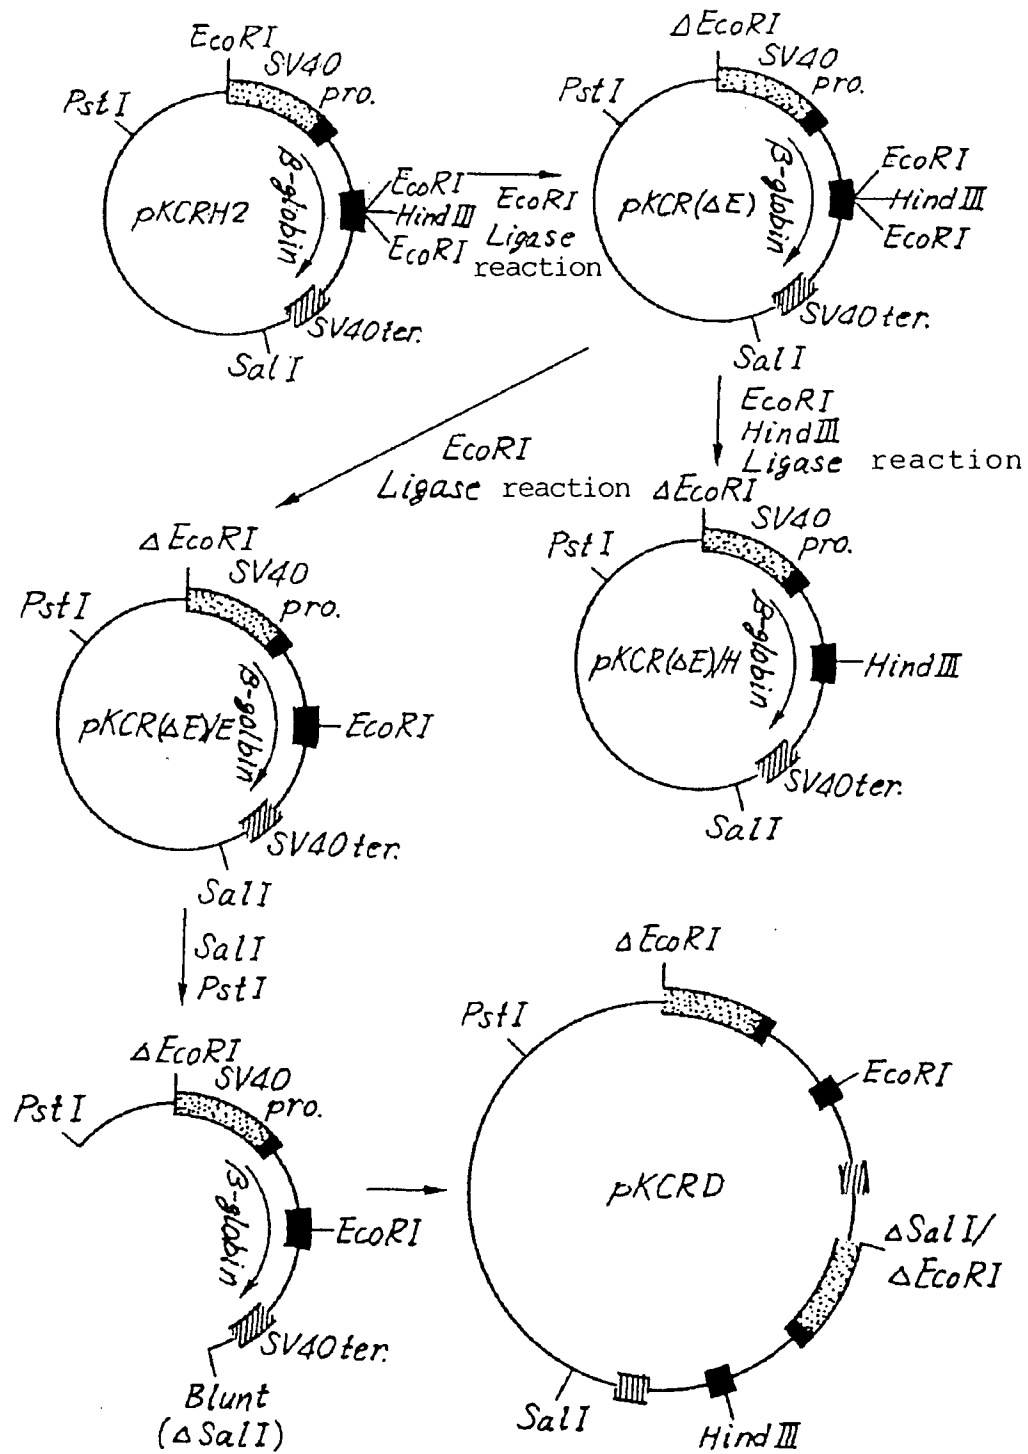 EcoRI
SV40
pro.
PstI
β-globin
pKCRH2
EcoRI
HindIII
EcoRI
SV40ter.
SalI
EcoRI
Ligase
reaction
ΔEcoRI
SV40
pro.
PstI
β-globin
pKCR(ΔE)
EcoRI
HindIII
EcoRI
SV40ter.
SalI
EcoRI
HindIII
Ligase reaction
EcoRI
Ligase reaction
ΔEcoRI
SV40
pro.
PstI
β-globin
pKCR(ΔE)/H
HindIII
SV40ter.
SalI
ΔEcoRI
SV40
pro.
PstI
β-golbin
pKCR(ΔE)/E
EcoRI
SV40ter.
SalI
SalI
PstI
ΔEcoRI
SV40
pro.
PstI
β-globin
EcoRI
SV40ter.
Blunt
(ΔSalI)
ΔEcoRI
PstI
EcoRI
pKCRD
ΔSalI/
ΔEcoRI
SalI
HindIII